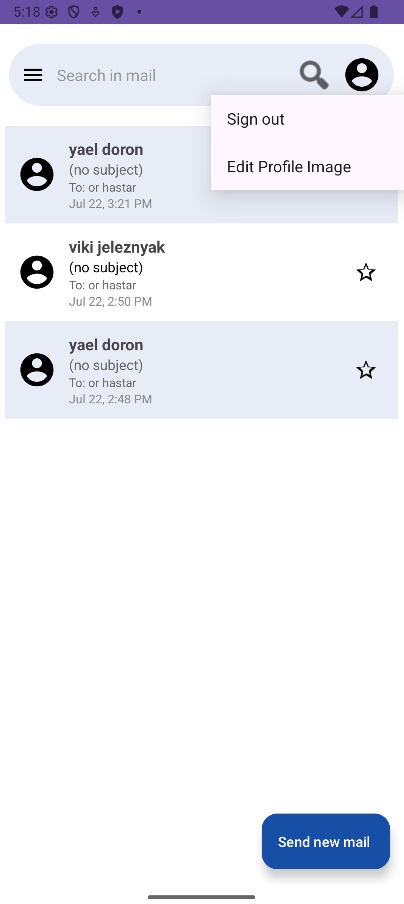 5:18
Search in mail
Sign out
Edit Profile Image
yael doron
(no subject)
To: or hastar
Jul 22, 3:21 PM
viki jeleznyak
(no subject)
To: or hastar
Jul 22, 2:50 PM
yael doron
(no subject)
To: or hastar
Jul 22, 2:48 PM
Send new mail